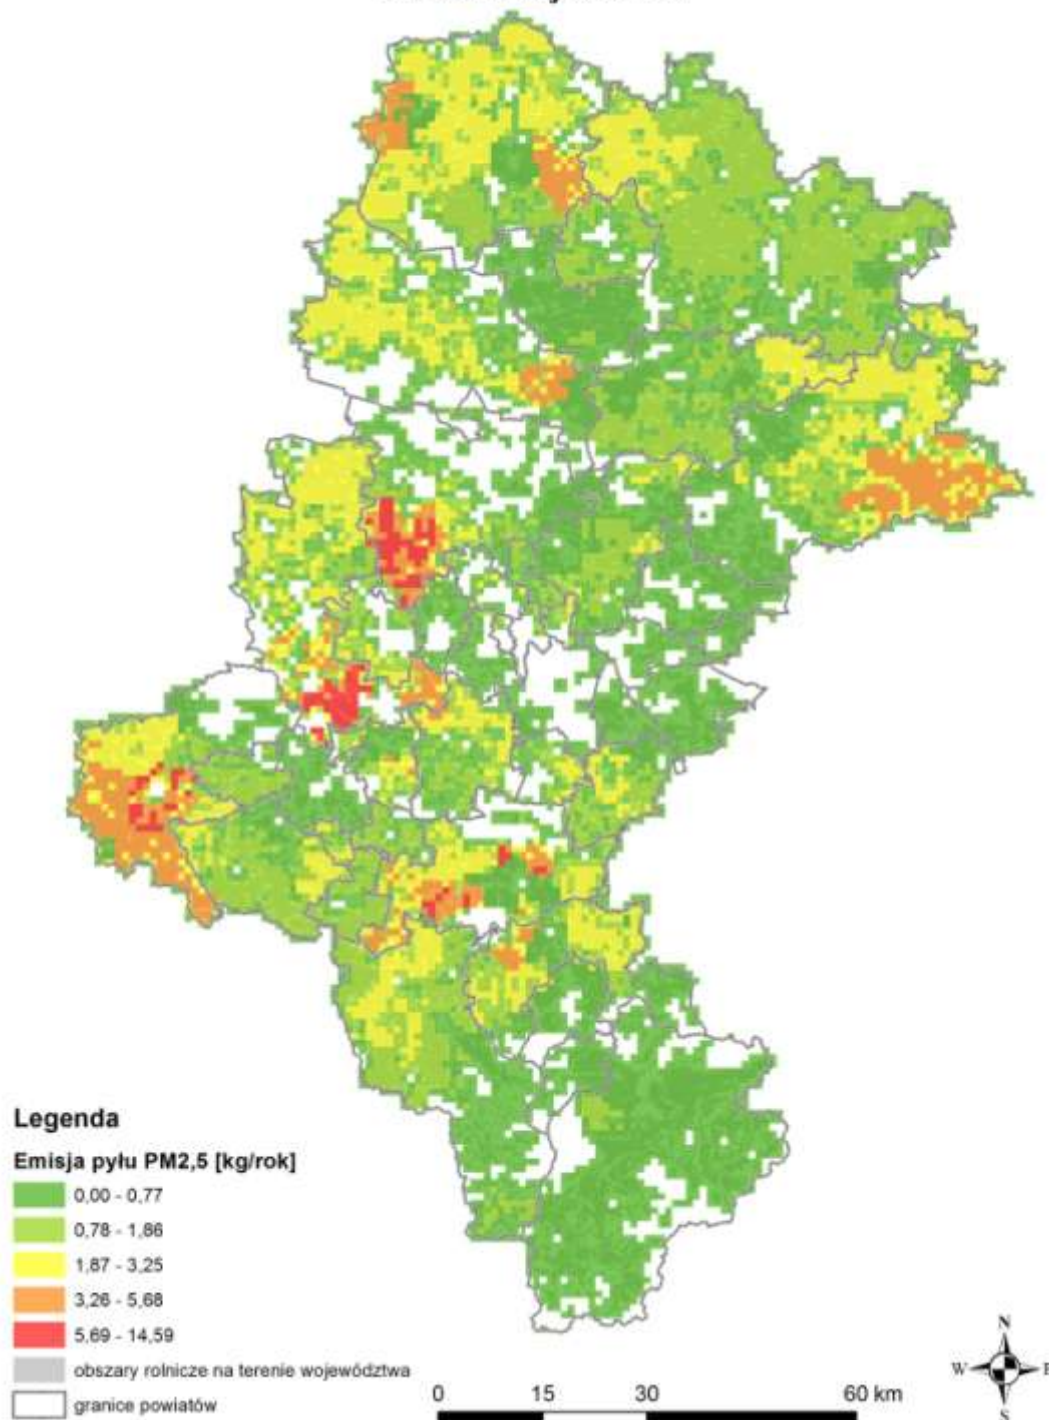 Legenda
Emisja pyłu PM2,5 [kg/rok]
0,00 - 0,77
0,78 - 1,86
1,87 - 3,25
3,26 - 5,68
5,69 - 14,59
obszary rolnicze na terenie województwa
granice powiatów
0 15 30 60 km
N
W E
S